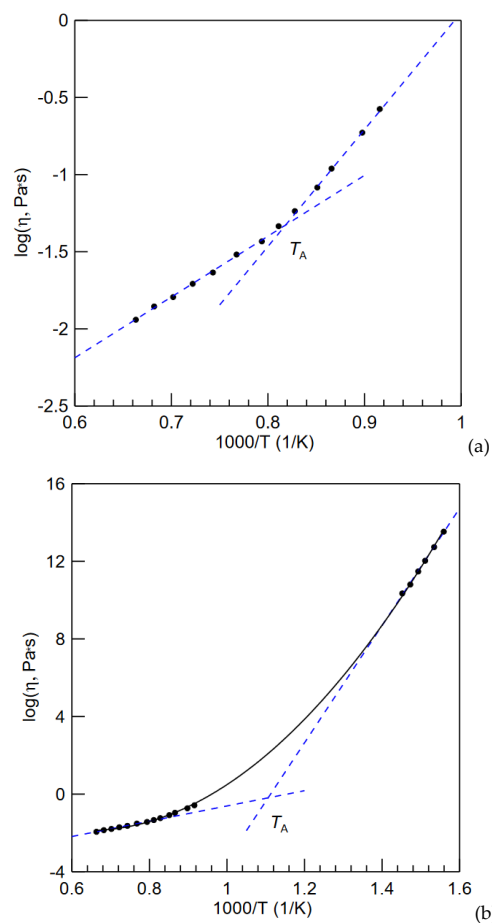 0
-0.5
-1
-1.5
-2
-2.5
log(η, Pa•s)
T_A
0.6
0.7
0.8
0.9
1
1000/T (1/K)
(a)
16
12
8
4
0
-4
log(η, Pa•s)
T_A
0.6
0.8
1
1.2
1.4
1.6
1000/T (1/K)
(b